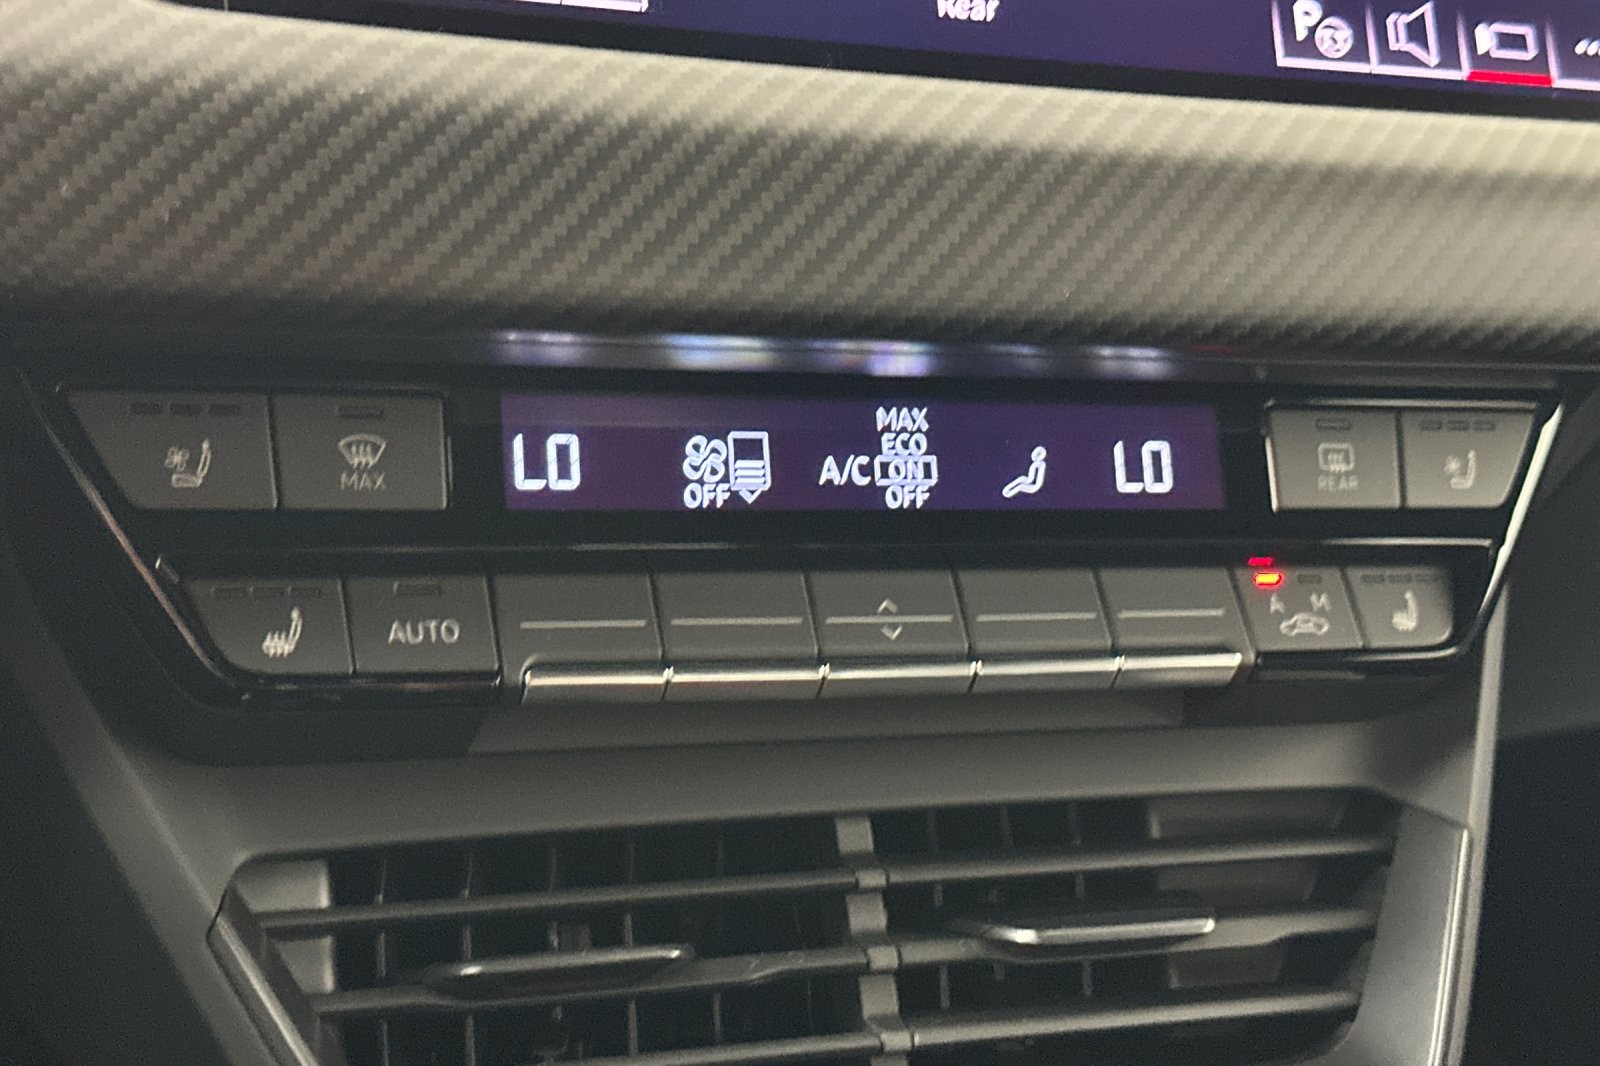 Rear
P
LO
OFF
A/C
MAX
ECO
ON
OFF
LO
MAX
REAR
AUTO
A M